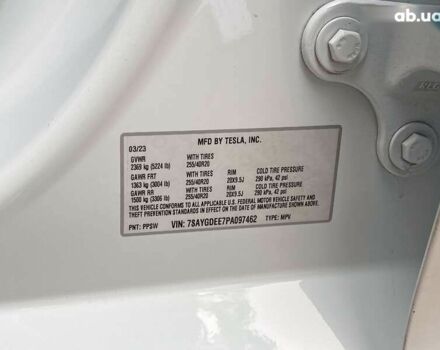 ab.ua
MFD BY TESLA, INC.
03/23
GVWR WITH TIRES
2369 kg (5224 lb) 255/40R20
GAWR FRT WITH TIRES RIM COLD TIRE PRESSURE
1363 kg (3004 lb) 255/40R20 20X9.5J 290 kPa, 42 psi
GAWR RR WITH TIRES RIM COLD TIRE PRESSURE
1500 kg (3306 lb) 255/40R20 20X9.5J 290 kPa, 42 psi
THIS VEHICLE CONFORMS TO ALL APPLICABLE U.S. FEDERAL MOTOR VEHICLE
SAFETY, BUMPER, AND THEFT PREVENTION STANDARDS IN EFFECT ON THE
DATE OF MANUFACTURE SHOWN ABOVE.
PNT: PPSW VIN: 7SAYGDEE7PA097462 TYPE: MPV